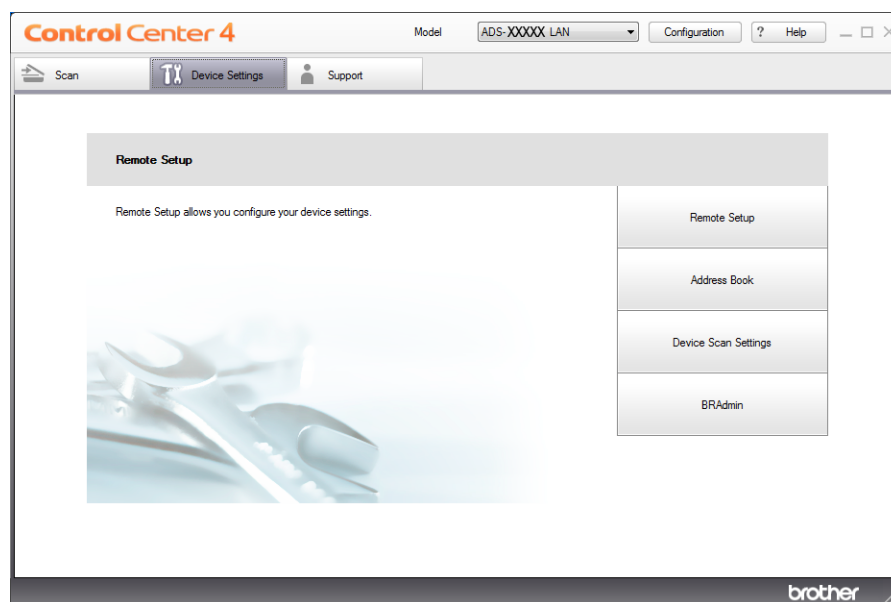 Control Center 4
Model
ADS-XXXXX LAN
Configuration
? Help
Scan
Device Settings
Support
Remote Setup
Remote Setup allows you configure your device settings.
Remote Setup
Address Book
Device Scan Settings
BRAdmin
brother